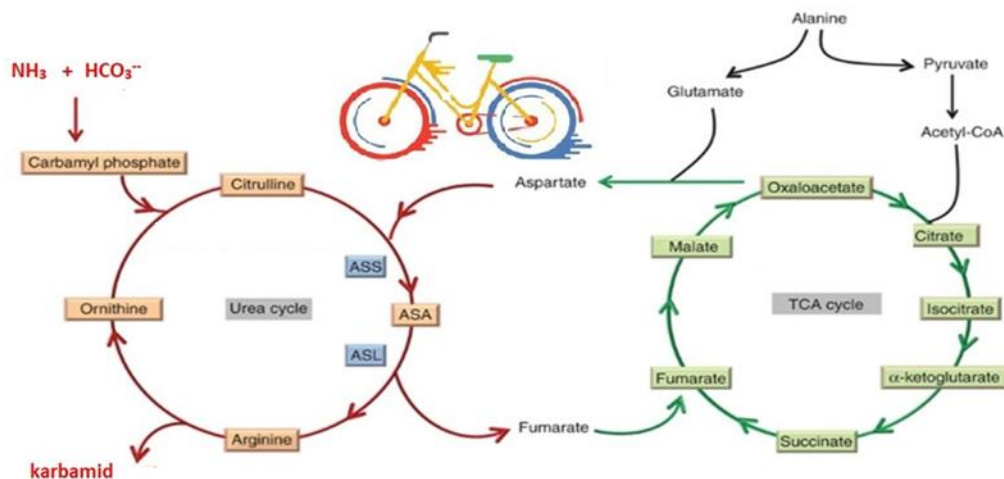 Alanine
NH₃ + HCO₃⁻⁻
Pyruvate
Glutamate
Acetyl-CoA
Carbamyl phosphate
Citrulline
Aspartate
Oxaloacetate
Citrate
Malate
ASS
Ornithine
Urea cycle
ASA
TCA cycle
Isocitrate
ASL
Fumarate
α-ketoglutarate
Arginine
Fumarate
Succinate
karbamid